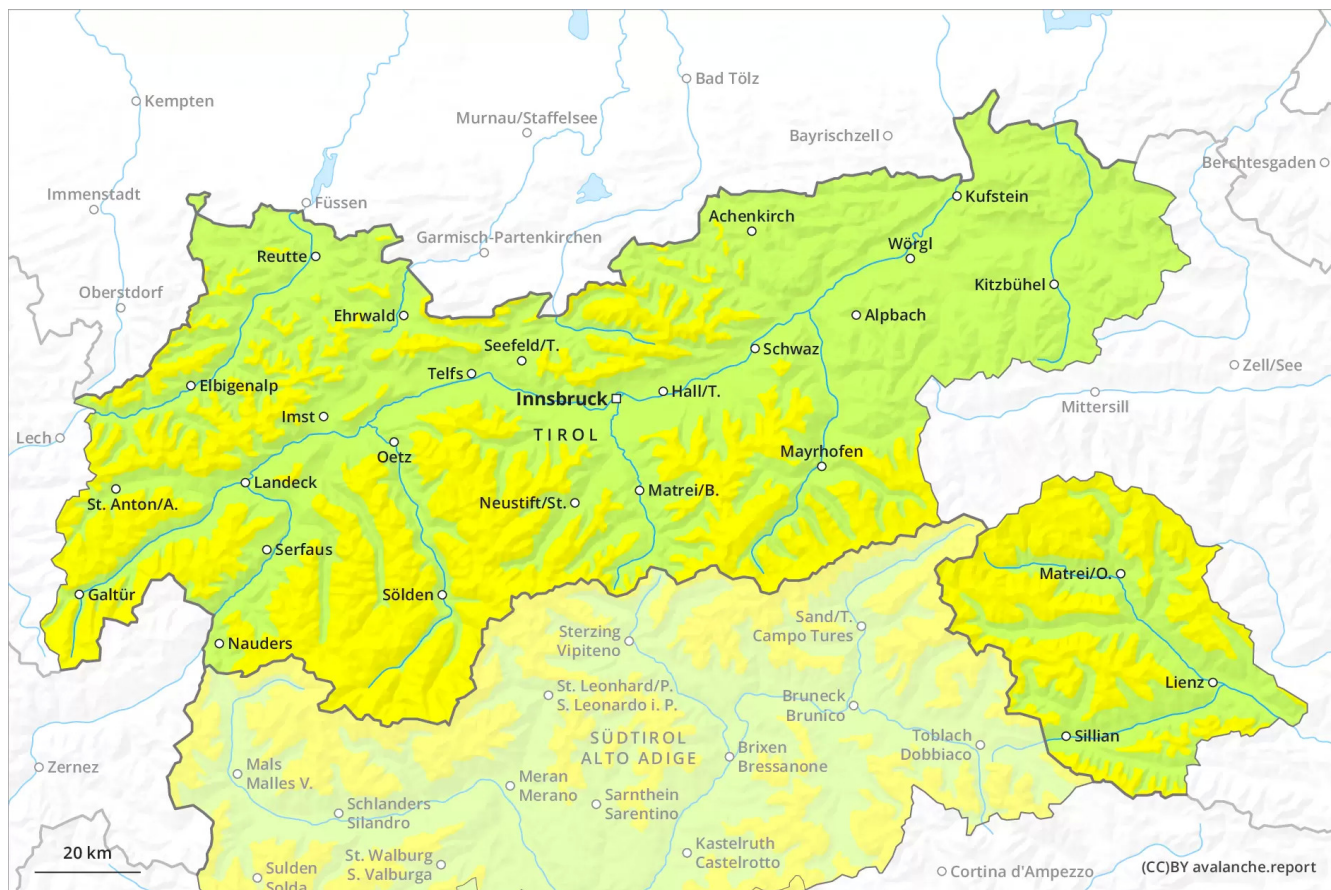 Bad Tölz
Kempten
Murnau/Staffelsee
Bayrischzell
Berchtesgaden
Immenstadt
Füssen
Kufstein
Achenkirch
Garmisch-Partenkirchen
Wörgl
Reutte
Oberstdorf
Kitzbühel
Ehrwald
Alpbach
Seefeld/T.
Schwaz
Zell/See
Telfs
Elbigenalp
Innsbruck
Hall/T.
Mittersill
Imst
Lech
TIROL
Oetz
Mayrhofen
Landeck
St. Anton/A.
Neustift/St.
Matrei/B.
Serfaus
Matrei/O.
Galtür
Sölden
Sand/T.
Campo Tures
Sterzing
Vipiteno
Nauders
Lienz
St. Leonhard/P.
S. Leonardo i. P.
Bruneck
Brunico
SÜDTIROL
ALTO ADIGE
Toblach
Dobbiaco
Sillian
Brixen
Bressanone
Zernez
Mals
Malles V.
Meran
Merano
Sarnthein
Sarentino
Schlanders
Silandro
20 km
St. Walburg
S. Valburga
Kastelruth
Castelrotto
Sulden
Solda
Cortina d'Ampezzo
(CC)BY avalanche.report